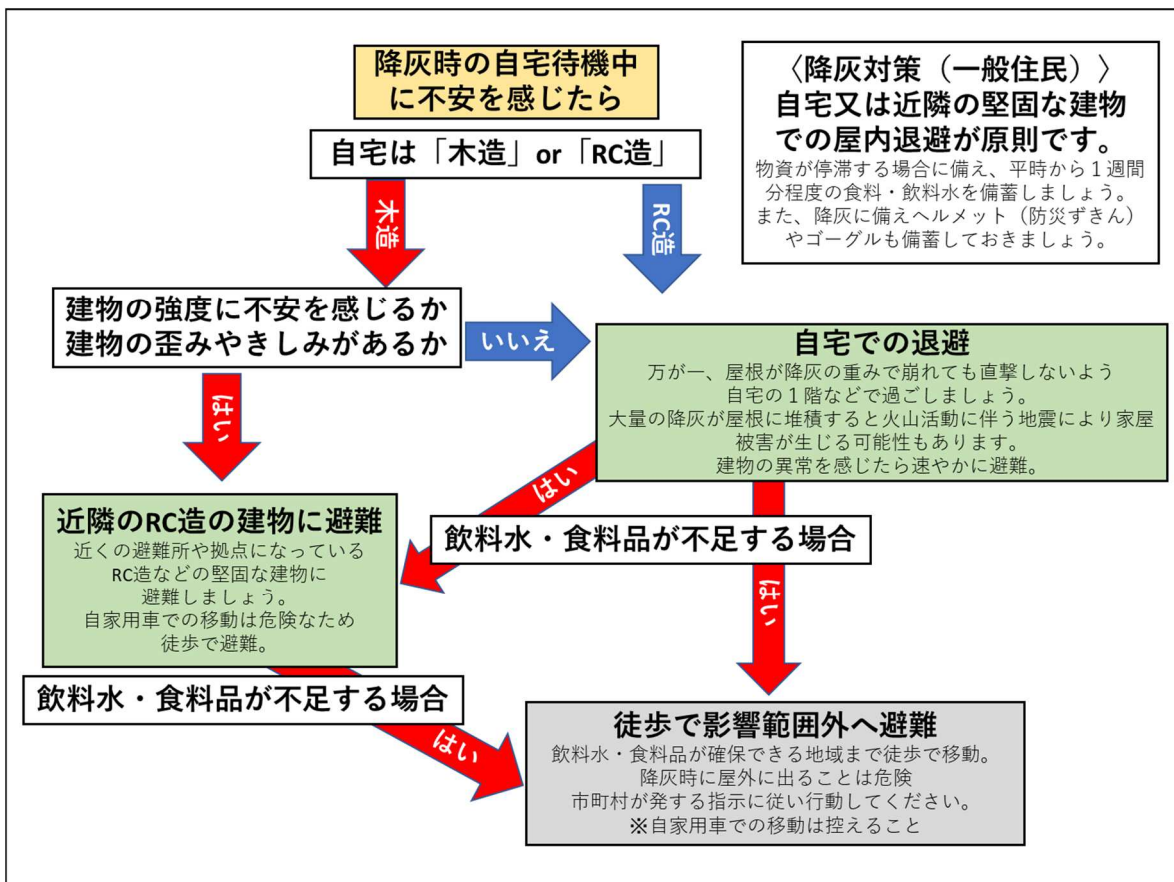 降灰時の自宅待機中
に不安を感じたら
自宅は「木造」or「RC造」
〈降灰対策（一般住民）〉
自宅又は近隣の堅固な建物
での屋内退避が原則です。
物資が停滞する場合に備え、平時から１週間
分程度の食料・飲料水を備蓄しましょう。
また、降灰に備えヘルメット（防災ずきん）
やゴーグルも備蓄しておきましょう。
木造
RC造
建物の強度に不安を感じるか
建物の歪みやきしみがあるか
いいえ
はい
自宅での退避
万が一、屋根が降灰の重みで崩れても直撃しないよう
自宅の１階などで過ごしましょう。
大量の降灰が屋根に堆積すると火山活動に伴う地震により家屋
被害が生じる可能性もあります。
建物の異常を感じたら速やかに避難。
はい
飲料水・食料品が不足する場合
はい
近隣のRC造の建物に避難
近くの避難所や拠点になっている
RC造などの堅固な建物に
避難しましょう。
自家用車での移動は危険なため
徒歩で避難。
飲料水・食料品が不足する場合
はい
徒歩で影響範囲外へ避難
飲料水・食料品が確保できる地域まで徒歩で移動。
降灰時に屋外に出ることは危険
市町村が発する指示に従い行動してください。
※自家用車での移動は控えること